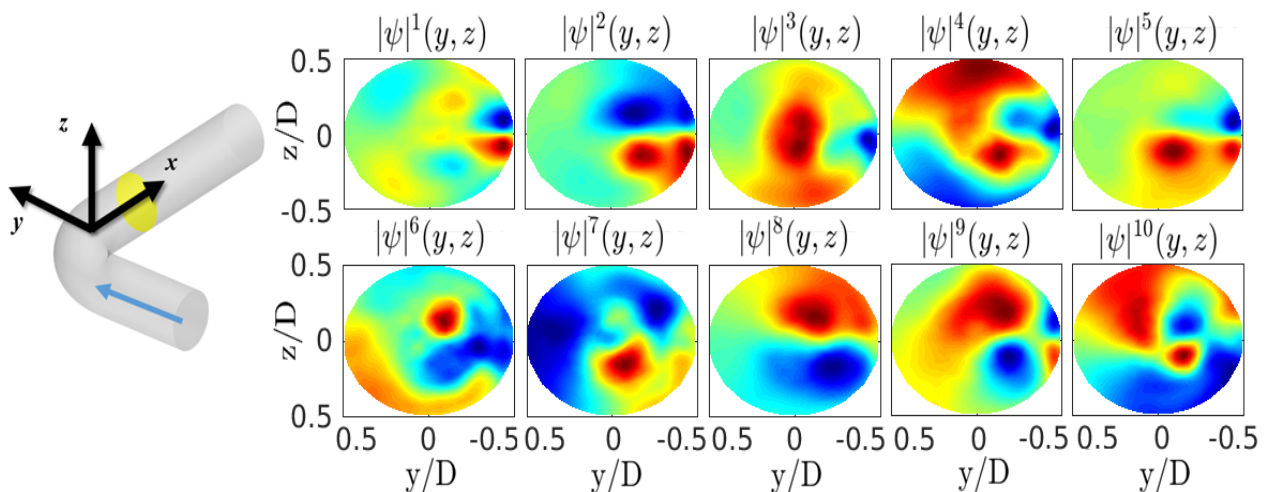 |ψ|¹(y, z) |ψ|²(y, z) |ψ|³(y, z) |ψ|⁴(y, z) |ψ|⁵(y, z)
0.5
z/D
0
-0.5
z
x
y
|ψ|⁶(y, z) |ψ|⁷(y, z) |ψ|⁸(y, z) |ψ|⁹(y, z) |ψ|¹⁰(y, z)
0.5
z/D
0
0.5
0.5 0 -0.5 0.5 0 -0.5 0.5 0 -0.5 0.5 0 -0.5 0.5 0 -0.5
y/D y/D y/D y/D y/D